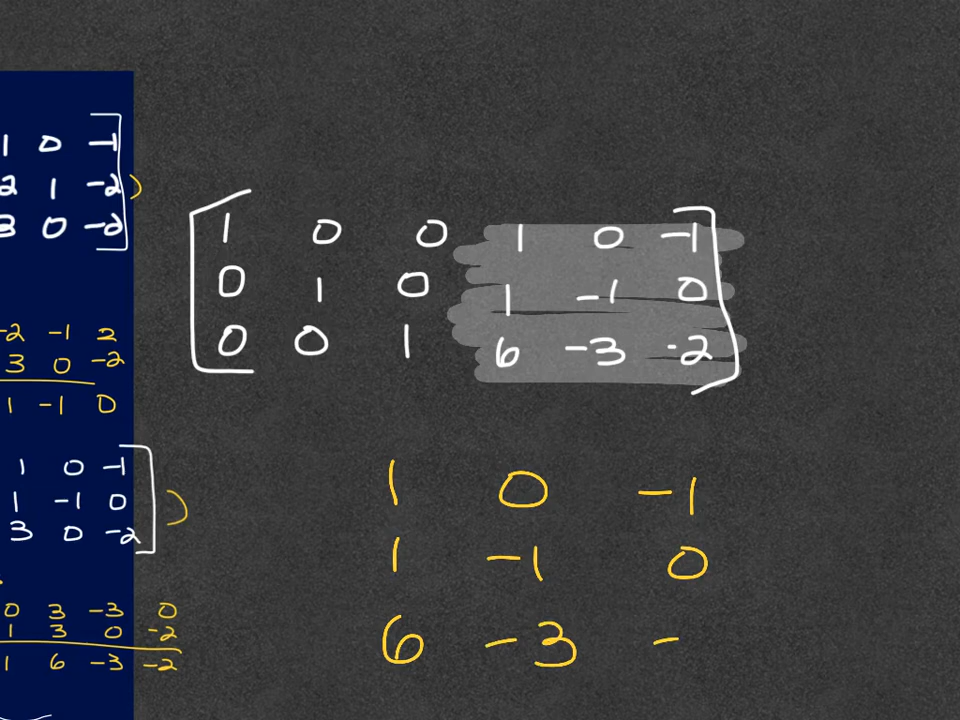 1 0 -1
2 1 -2
3 0 -2
-2 -1 2
3 0 -2
1 -1 0
1 0 -1
1 -1 0
3 0 -2
0 3 -3 0
1 3 0 -2
1 6 -3 -2
1 0 0 1 0 -1
0 1 0 1 -1 0
0 0 1 6 -3 -2
1 0 -1
1 -1 0
6 -3 -